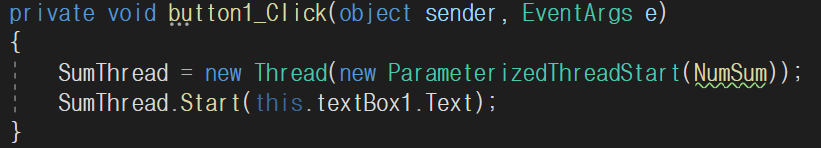 private void button1_Click(object sender, EventArgs e)
{
    SumThread = new Thread(new ParameterizedThreadStart(NumSum));
    SumThread.Start(this.textBox1.Text);
}